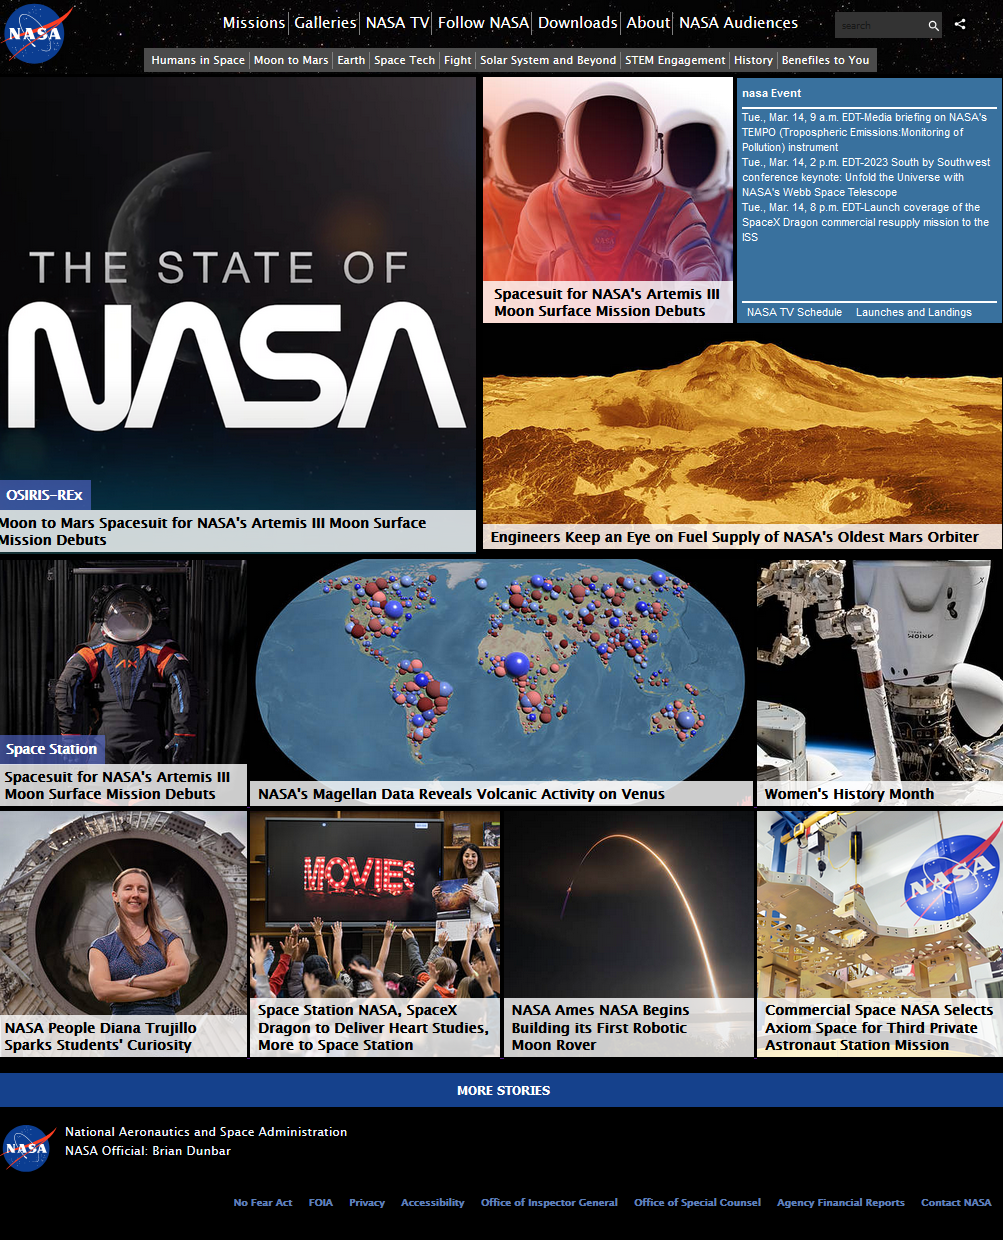 NASA
Missions Galleries NASA TV Follow NASA Downloads About NASA Audiences
search
Humans in Space Moon to Mars Earth Space Tech Fight Solar System and Beyond STEM Engagement History Benefiles to You
THE STATE OF
NASA
OSIRIS-REx
Moon to Mars Spacesuit for NASA's Artemis III Moon Surface
Mission Debuts
Spacesuit for NASA's Artemis III
Moon Surface Mission Debuts
nasa Event
Tue., Mar. 14, 9 a.m. EDT-Media briefing on NASA's
TEMPO (Tropospheric Emissions:Monitoring of
Pollution) instrument
Tue., Mar. 14, 2 p.m. EDT-2023 South by Southwest
conference keynote: Unfold the Universe with
NASA's Webb Space Telescope
Tue., Mar. 14, 8 p.m. EDT-Launch coverage of the
SpaceX Dragon commercial resupply mission to the
ISS
NASA TV Schedule Launches and Landings
Engineers Keep an Eye on Fuel Supply of NASA's Oldest Mars Orbiter
AX
Space Station
Spacesuit for NASA's Artemis III
Moon Surface Mission Debuts
NASA's Magellan Data Reveals Volcanic Activity on Venus
AXIOM
Women's History Month
NASA People Diana Trujillo
Sparks Students' Curiosity
MOVIES
Space Station NASA, SpaceX
Dragon to Deliver Heart Studies,
More to Space Station
NASA Ames NASA Begins
Building its First Robotic
Moon Rover
NASA
Commercial Space NASA Selects
Axiom Space for Third Private
Astronaut Station Mission
MORE STORIES
NASA
National Aeronautics and Space Administration
NASA Official: Brian Dunbar
No Fear Act FOIA Privacy Accessibility Office of Inspector General Office of Special Counsel Agency Financial Reports Contact NASA